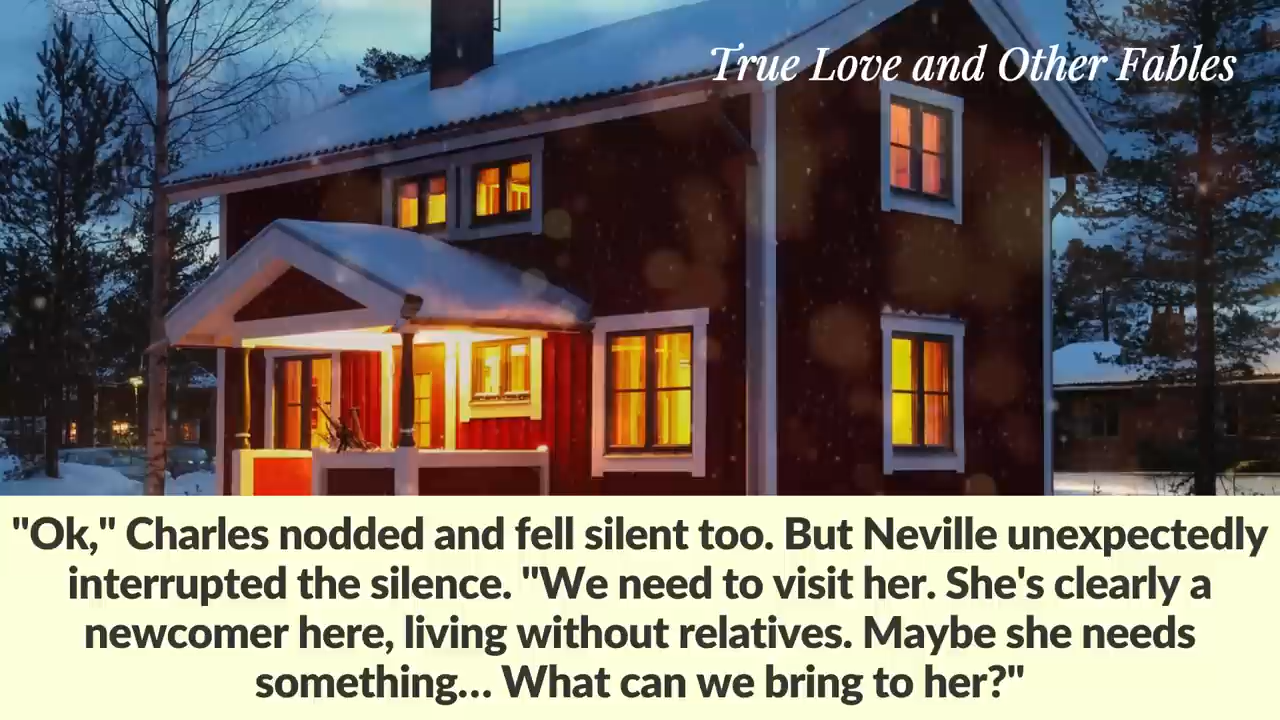 True Love and Other Fables
"Ok," Charles nodded and fell silent too. But Neville unexpectedly
interrupted the silence. "We need to visit her. She's clearly a
newcomer here, living without relatives. Maybe she needs
something... What can we bring to her?"